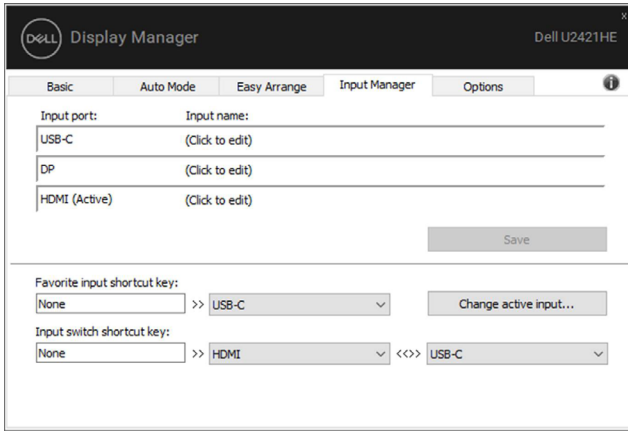 x
DELL Display Manager Dell U2421HE
Basic Auto Mode Easy Arrange Input Manager Options i
Input port: Input name:
USB-C (Click to edit)
DP (Click to edit)
HDMI (Active) (Click to edit)
Save
Favorite input shortcut key:
None >> USB-C Change active input...
Input switch shortcut key:
None >> HDMI <<>> USB-C